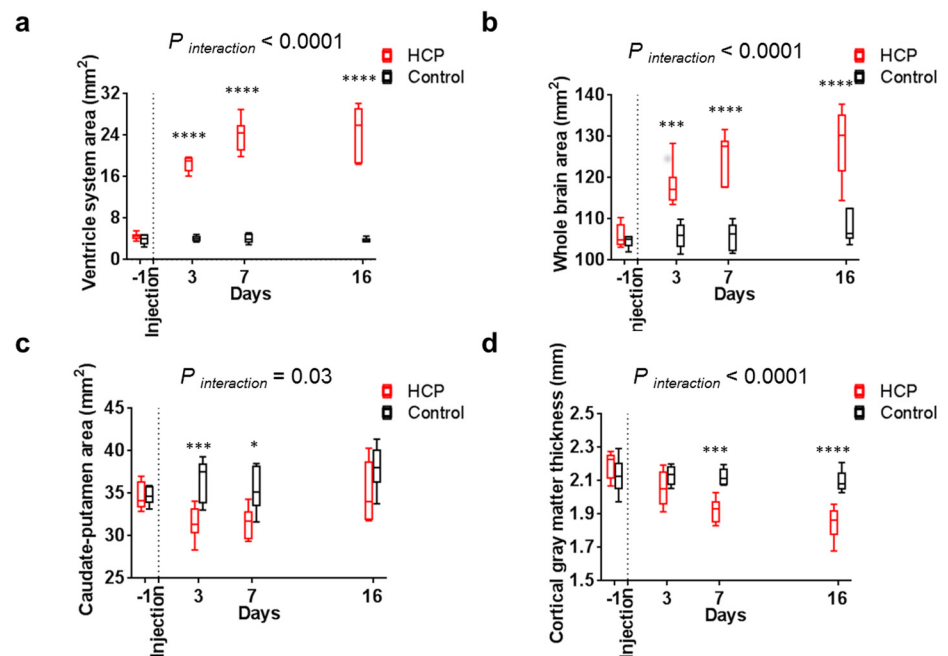 a
P interaction < 0.0001
HCP
Control
Ventricle system area (mm²)
32
24
16
8
0
****
****
****
-1
3
7
16
Injection
Days
b
P interaction < 0.0001
HCP
Control
Whole brain area (mm²)
140
130
120
110
100
***
****
****
-1
3
7
16
njection
Days
c
P interaction = 0.03
HCP
Control
Caudate-putamen area (mm²)
45
40
35
30
25
***
*
-1
3
7
16
Injection
Days
d
P interaction < 0.0001
HCP
Control
Cortical gray matter thickness (mm)
2.5
2.3
2.1
1.9
1.7
1.5
***
****
-1
3
7
16
Injection
Days